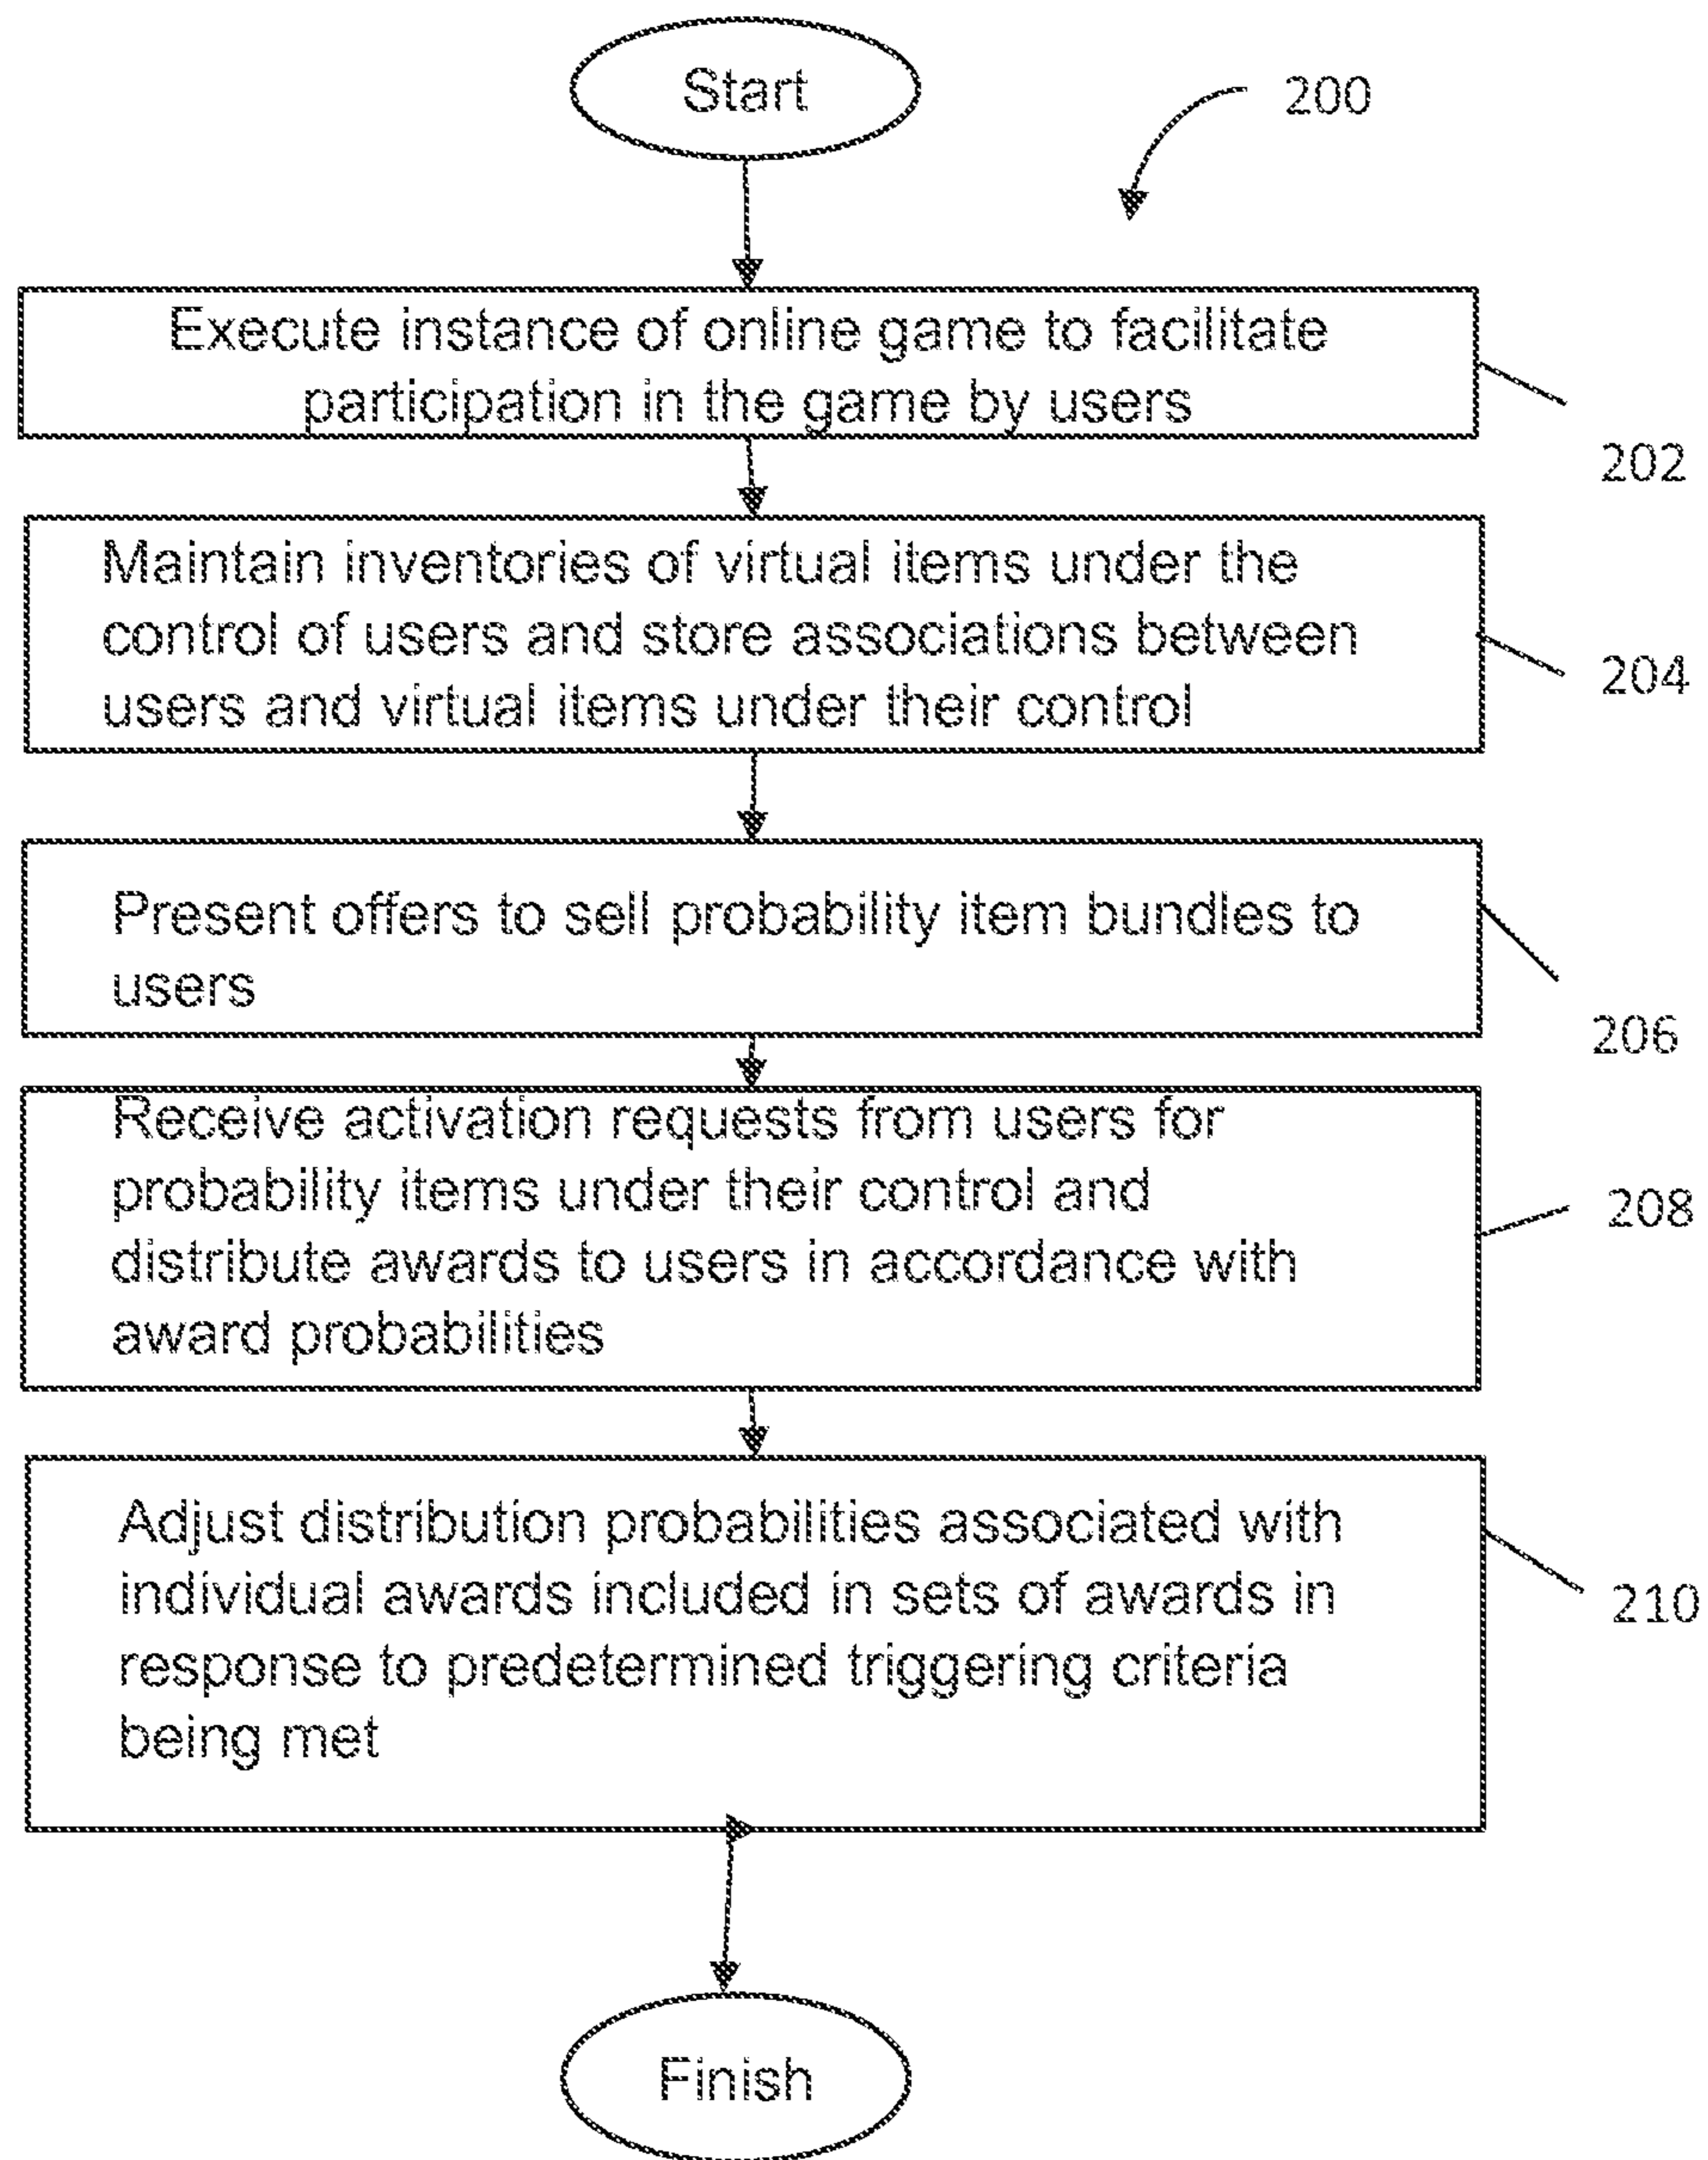 Start
200
Execute instance of online game to facilitate
participation in the game by users
202
Maintain inventories of virtual items under the
control of users and store associations between
users and virtual items under their control
204
Present offers to sell probability item bundles to
users
206
Receive activation requests from users for
probability items under their control and
distribute awards to users in accordance with
award probabilities
208
Adjust distribution probabilities associated with
individual awards included in sets of awards in
response to predetermined triggering criteria
being met
210
Finish